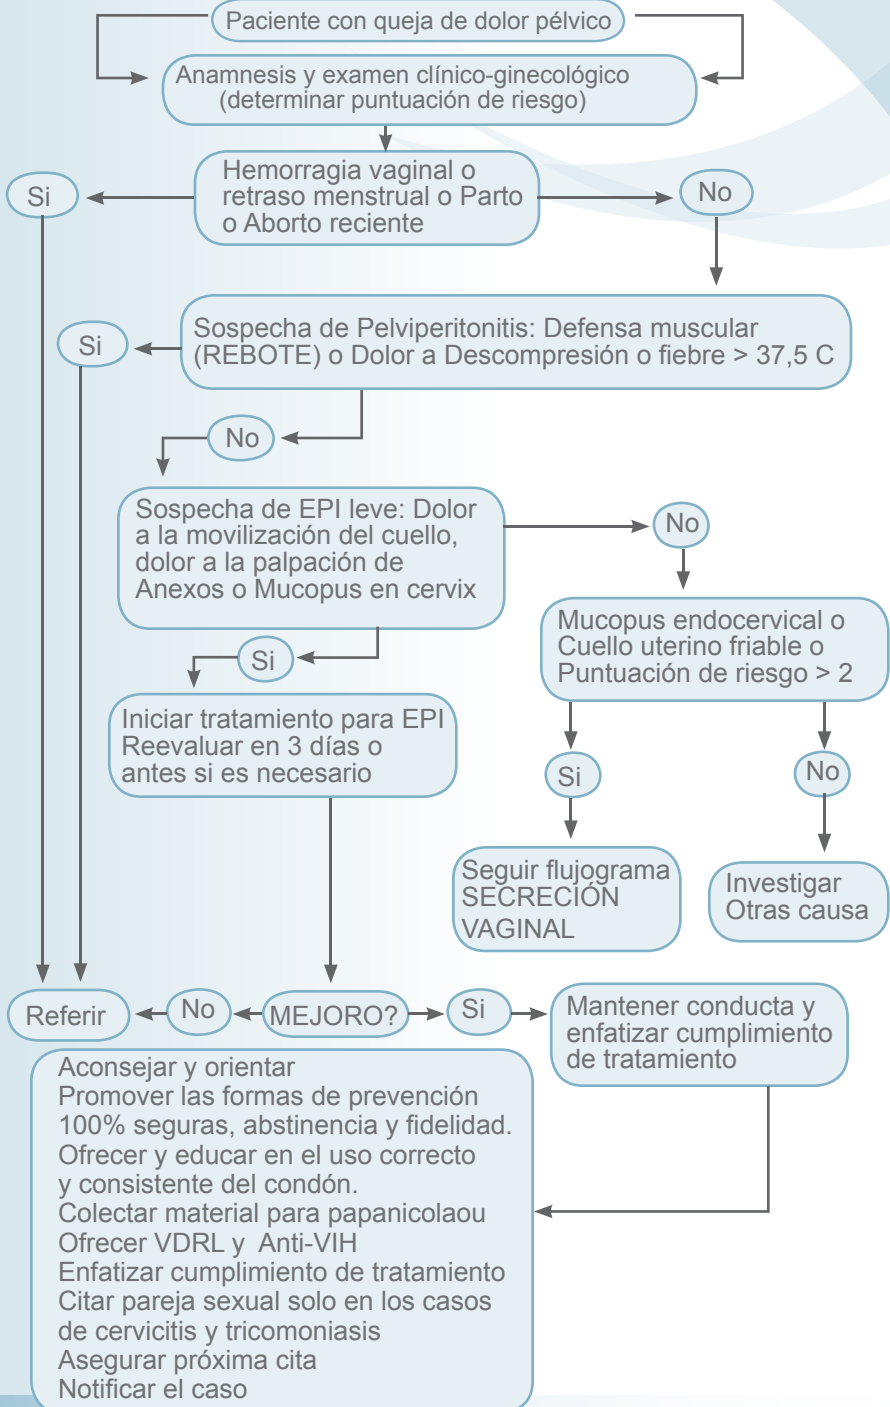 Paciente con queja de dolor pélvico
Anamnesis y examen clínico-ginecológico
(determinar puntuación de riesgo)
Hemorragia vaginal o
retraso menstrual o Parto
o Aborto reciente
Si
No
Sospecha de Pelviperitonitis: Defensa muscular
(REBOTE) o Dolor a Descompresión o fiebre > 37,5 C
Si
No
Sospecha de EPI leve: Dolor
a la movilización del cuello,
dolor a la palpación de
Anexos o Mucopus en cervix
No
Si
Mucopus endocervical o
Cuello uterino friable o
Puntuación de riesgo > 2
Iniciar tratamiento para EPI
Reevaluar en 3 días o
antes si es necesario
Si
No
Seguir flujograma
SECRECIÓN
VAGINAL
Investigar
Otras causa
Referir
No
MEJORO?
Si
Mantener conducta y
enfatizar cumplimiento
de tratamiento
Aconsejar y orientar
Promover las formas de prevención
100% seguras, abstinencia y fidelidad.
Ofrecer y educar en el uso correcto
y consistente del condón.
Colectar material para papanicolaou
Ofrecer VDRL y Anti-VIH
Enfatizar cumplimiento de tratamiento
Citar pareja sexual solo en los casos
de cervicitis y tricomoniasis
Asegurar próxima cita
Notificar el caso